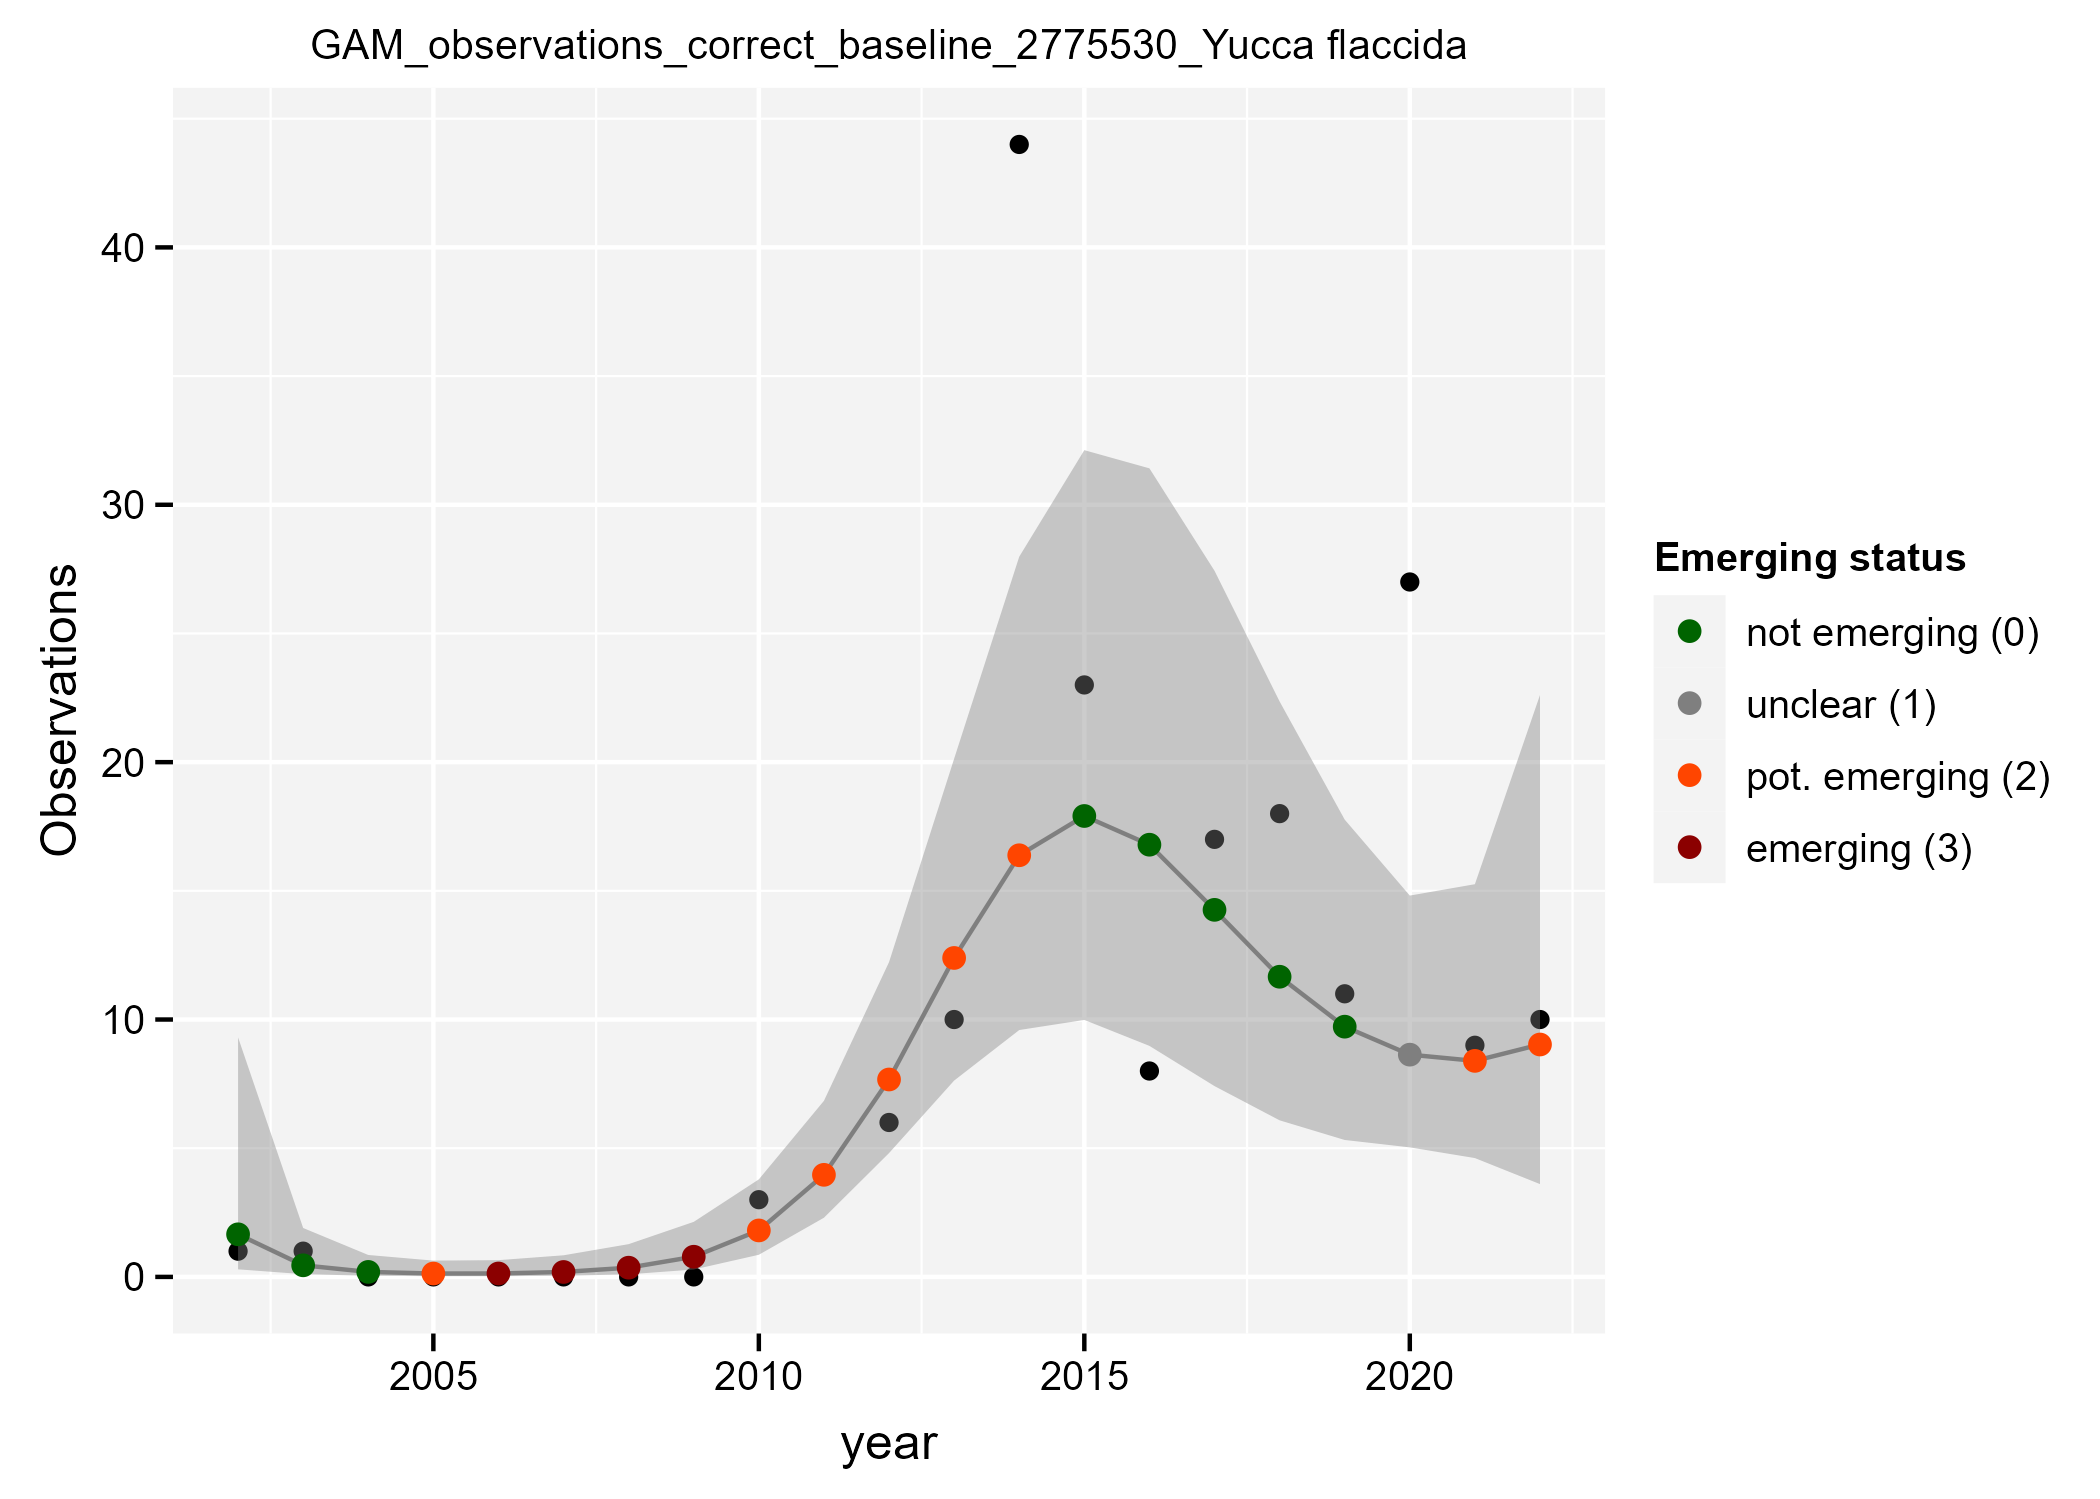 GAM_observations_correct_baseline_2775530_Yucca flaccida
Observations
40
30
20
10
0
2005 2010 2015 2020
year
Emerging status
not emerging (0)
unclear (1)
pot. emerging (2)
emerging (3)